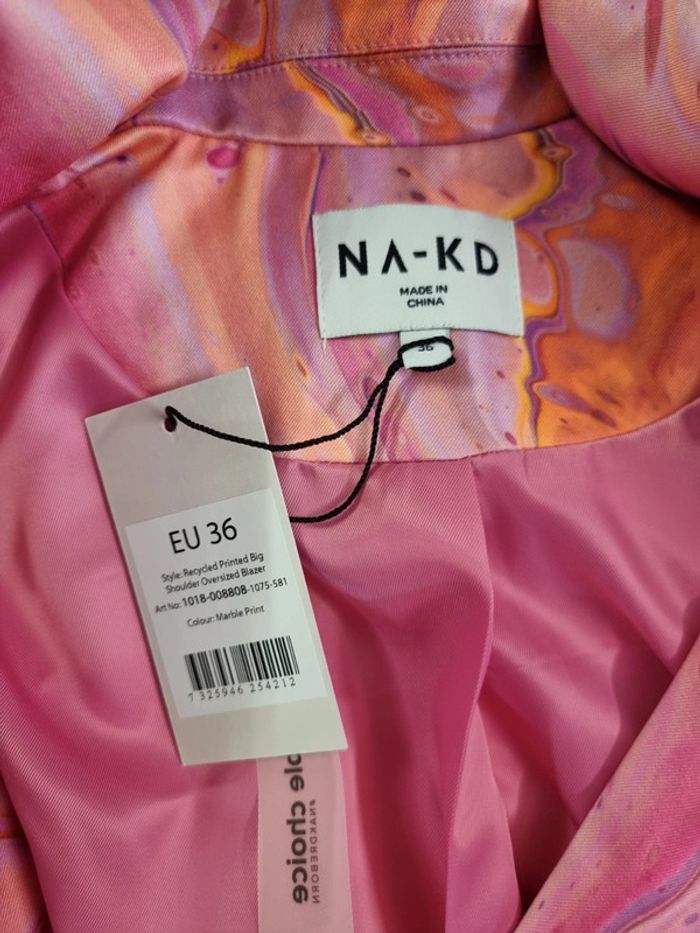 NA-KD
MADE IN
CHINA
36
EU 36
Style: Recycled Printed Big
Shoulder Oversized Blazer
Art No: 1018-008808-1075-581
Colour: Marble Print
7 325946 254212
choice
#NAKDREBORN